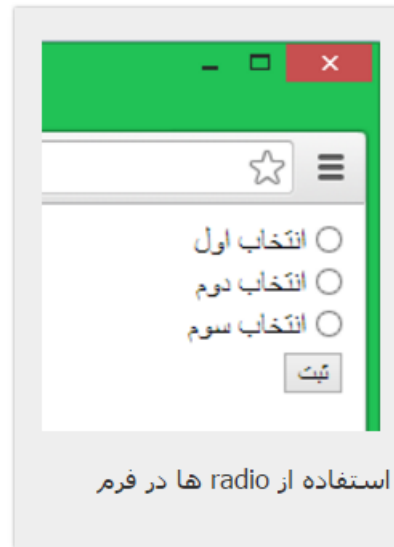 انتخاب اول
انتخاب دوم
انتخاب سوم
ثبت
استفاده از radio ها در فرم